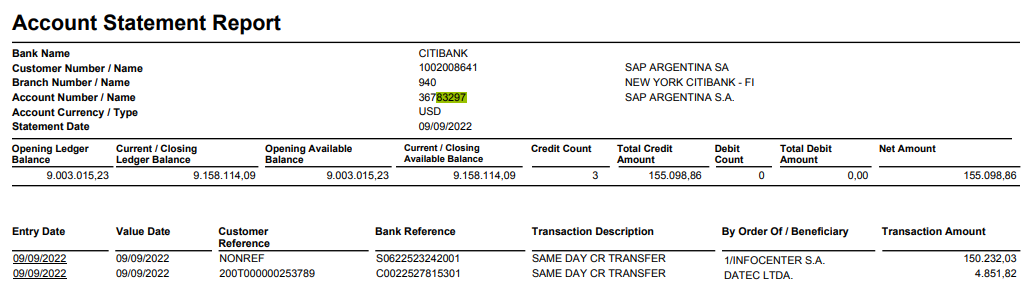 Account Statement Report
Bank Name CITIBANK
Customer Number / Name 1002008641 SAP ARGENTINA SA
Branch Number / Name 940 NEW YORK CITIBANK - FI
Account Number / Name 36783297 SAP ARGENTINA S.A.
Account Currency / Type USD
Statement Date 09/09/2022
Opening Ledger Balance Current / Closing Ledger Balance Opening Available Balance Current / Closing Available Balance Credit Count Total Credit Amount Debit Count Total Debit Amount Net Amount
9.003.015,23 9.158.114,09 9.003.015,23 9.158.114,09 3 155.098,86 0 0,00 155.098,86
Entry Date Value Date Customer Reference Bank Reference Transaction Description By Order Of / Beneficiary Transaction Amount
09/09/2022 09/09/2022 NONREF S0622523242001 SAME DAY CR TRANSFER 1/INFOCENTER S.A. 150.232,03
09/09/2022 09/09/2022 200T000000253789 C0022527815301 SAME DAY CR TRANSFER DATEC LTDA. 4.851,82